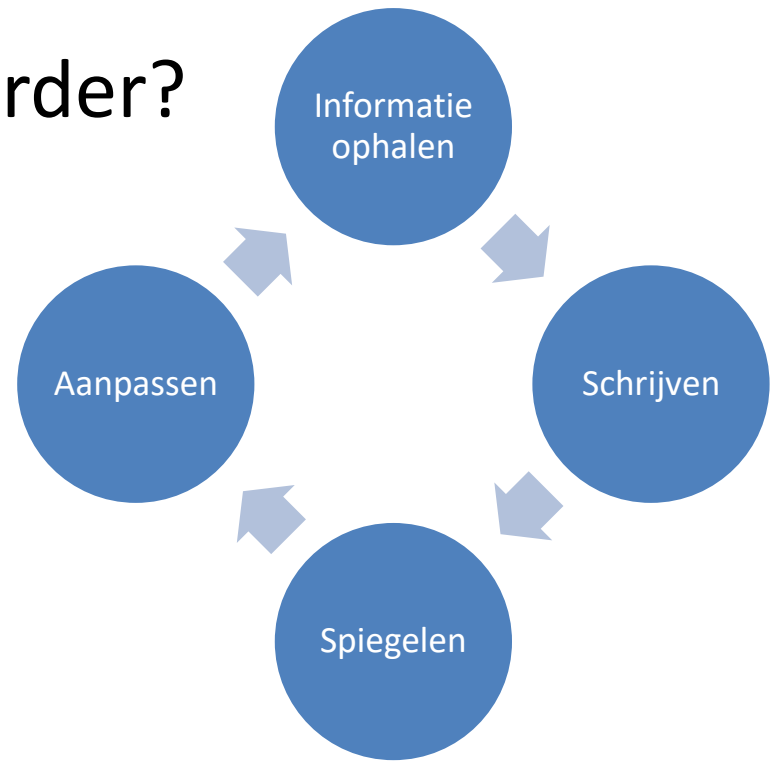 rder?
Informatie
ophalen
Schrijven
Spiegelen
Aanpassen